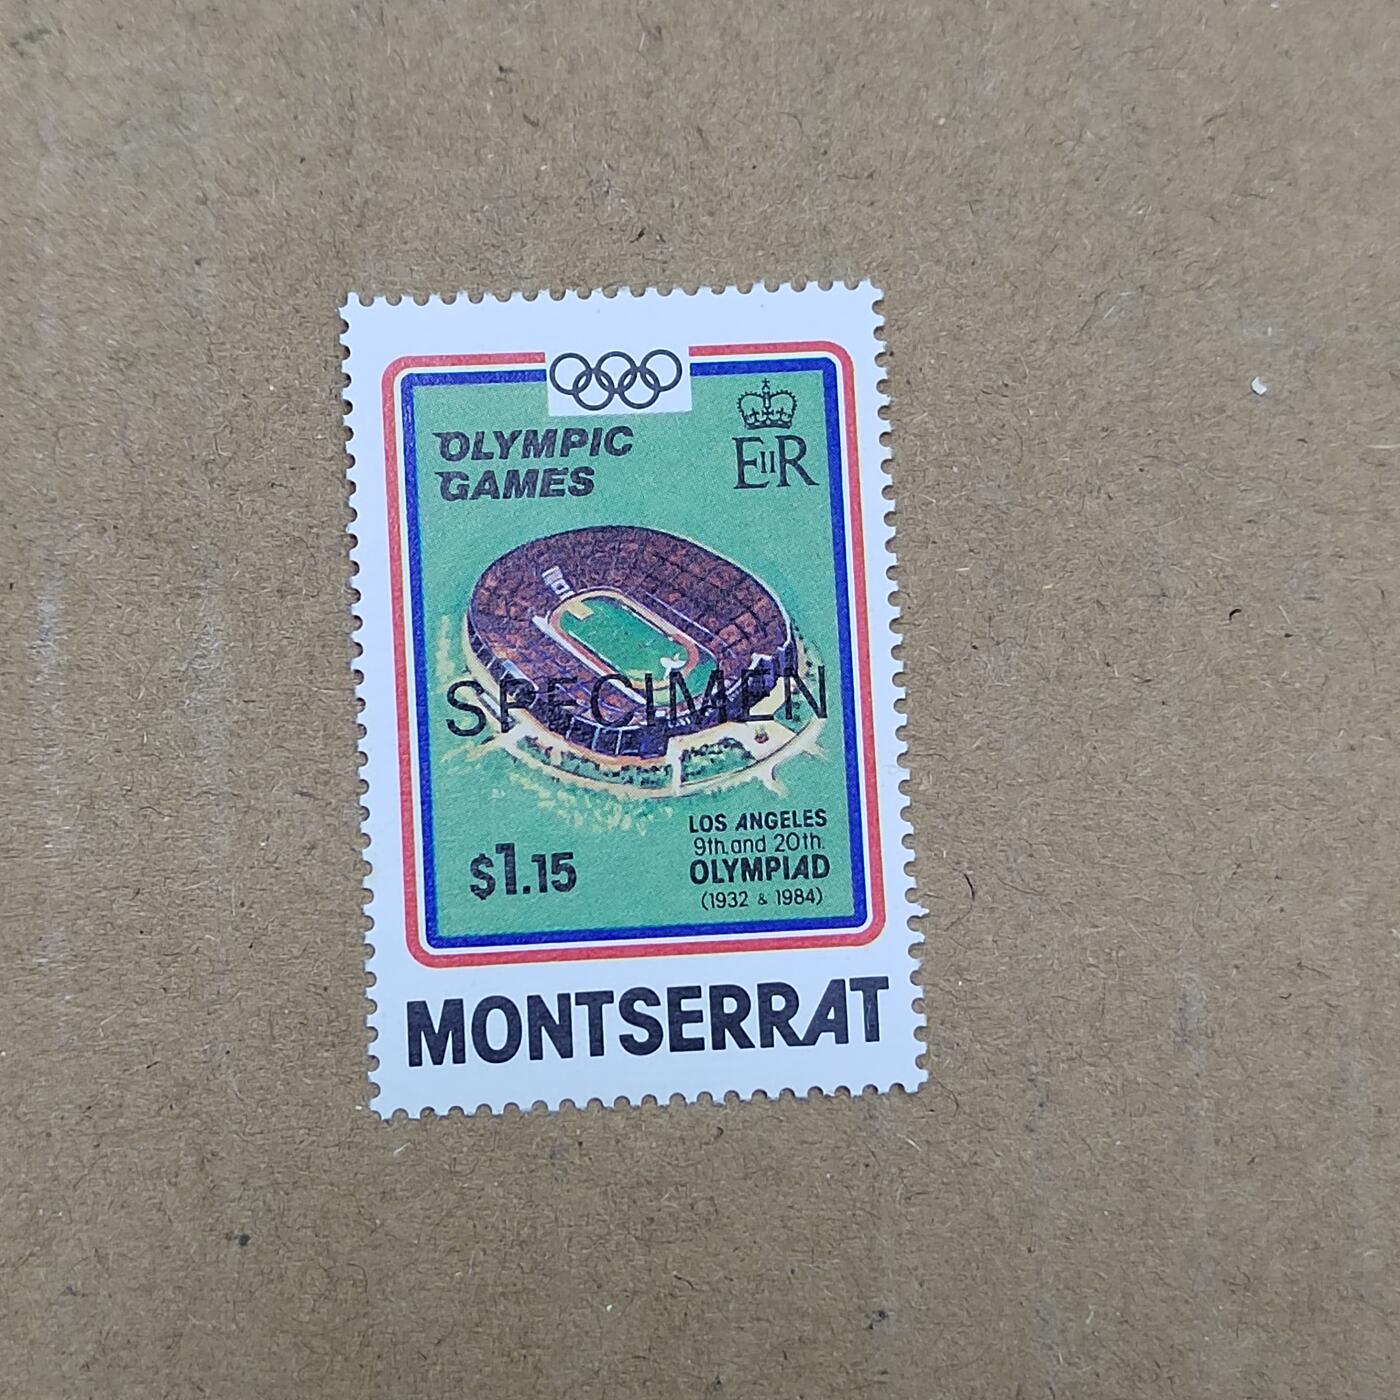 OLYMPIC
GAMES
EIIR
SPECIMEN
$1.15
LOS ANGELES
9th.and 20th.
OLYMPIAD
(1932 & 1984)
MONTSERRAT